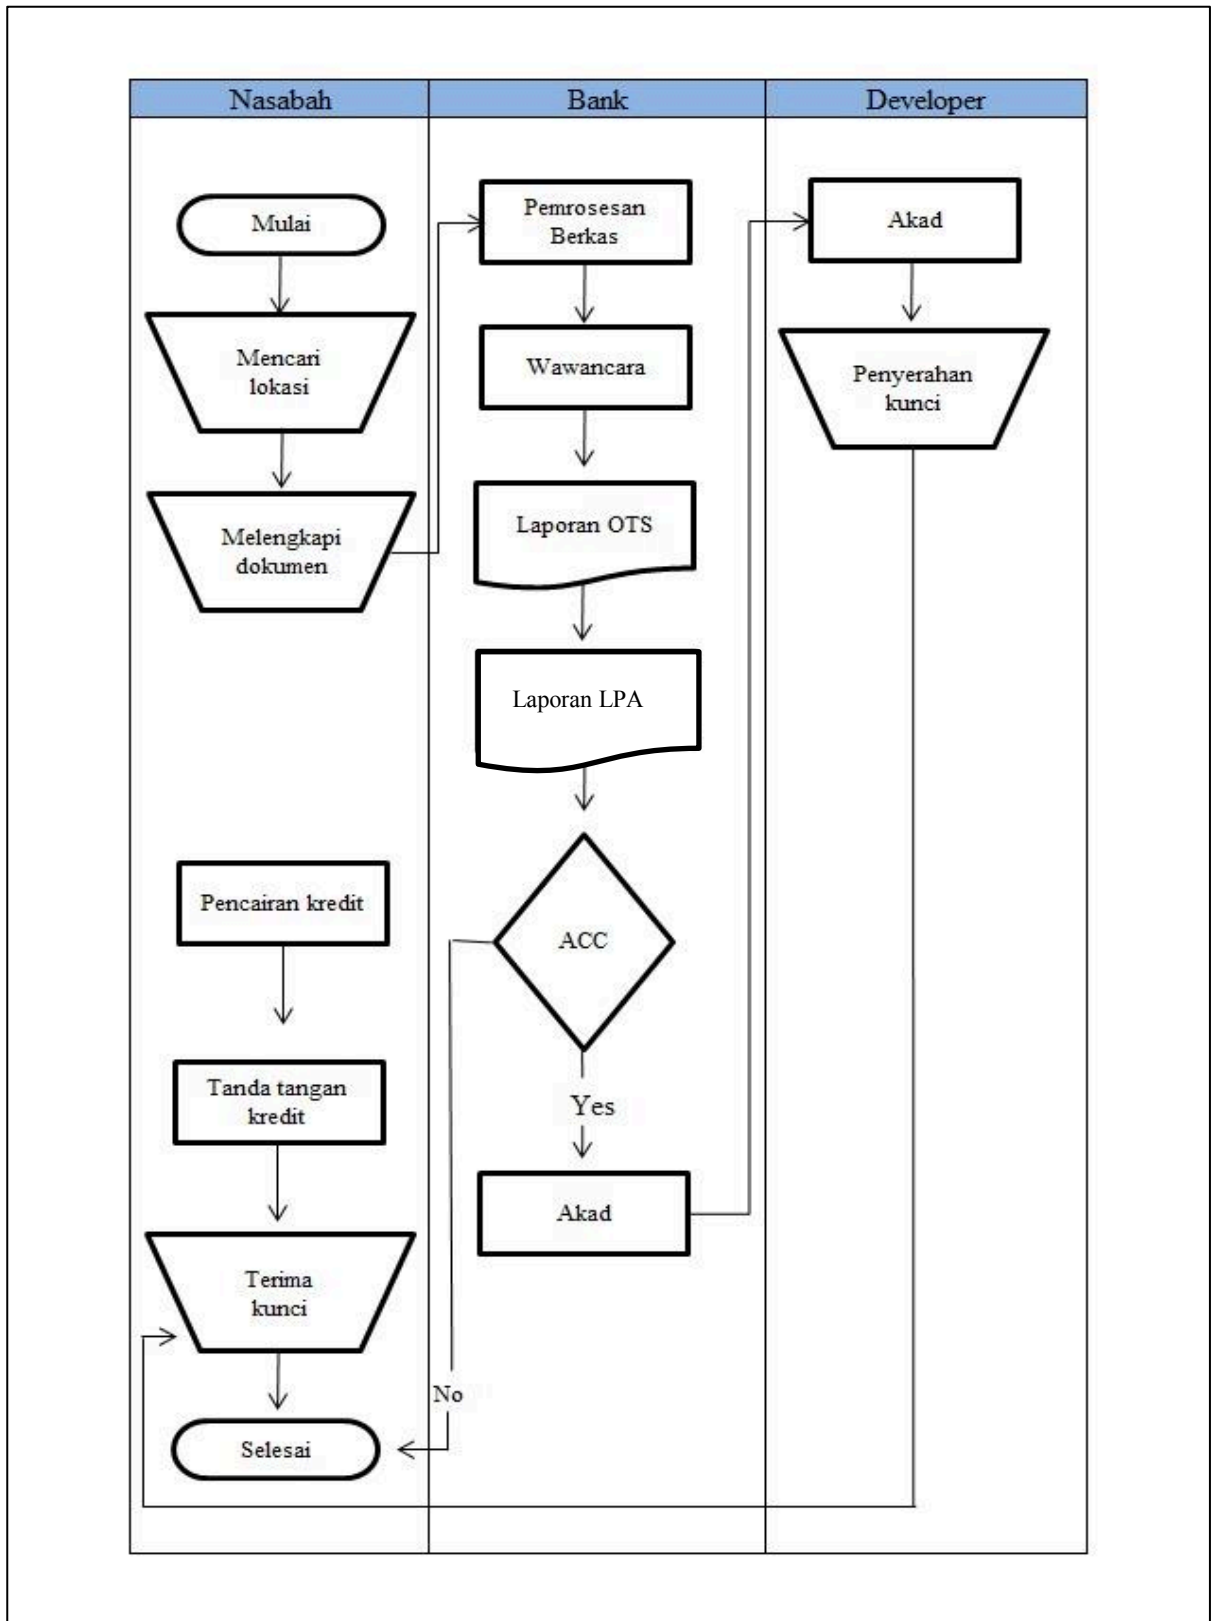 Nasabah
Bank
Developer
Mulai
Mencari
lokasi
Melengkapi
dokumen
Pencairan kredit
Tanda tangan
kredit
Terima
kunci
Selesai
Pemrosesan
Berkas
Wawancara
Laporan OTS
Laporan LPA
ACC
Yes
Akad
No
Akad
Penyerahan
kunci